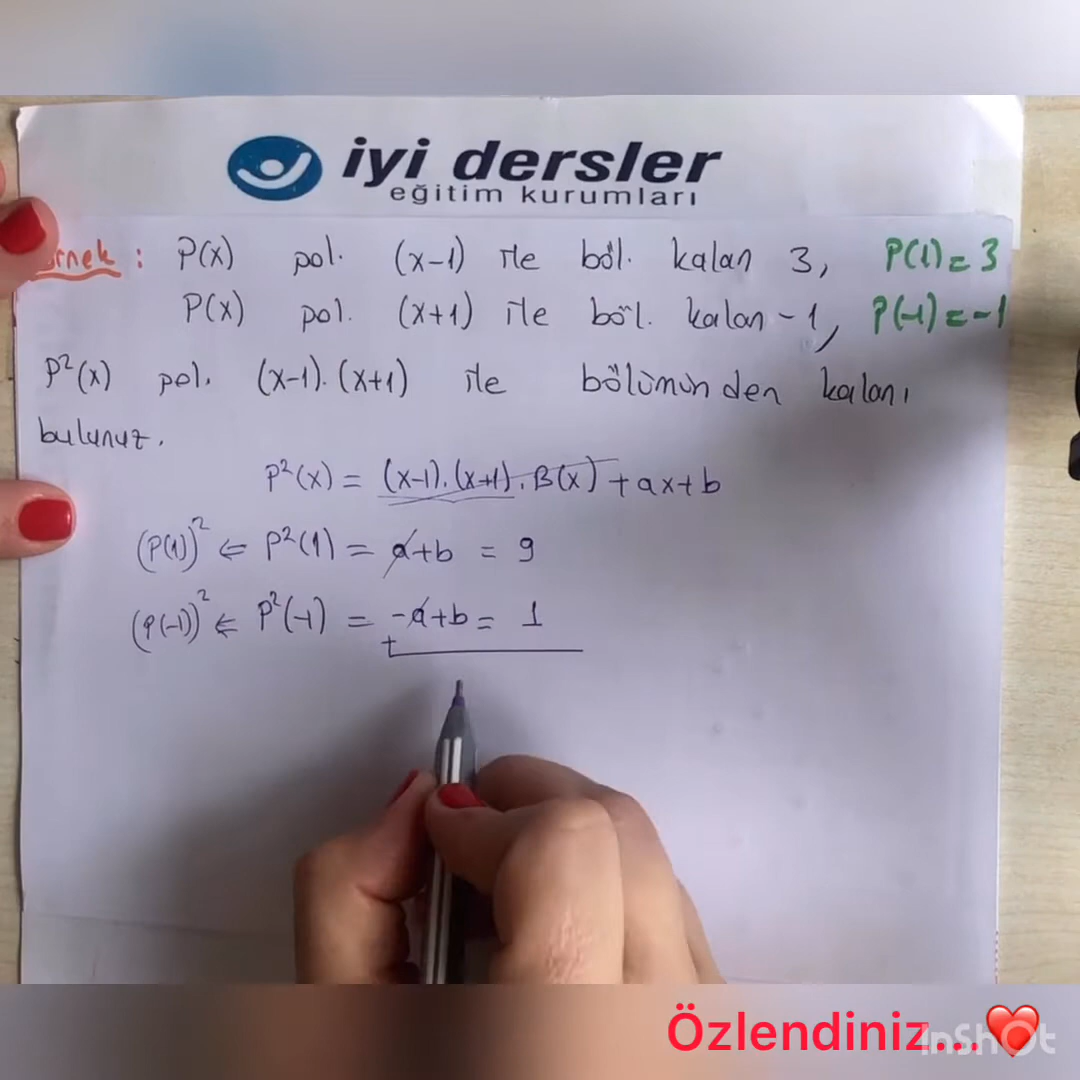 iyi dersler
eğitim kurumları
Örnek : P(x) pol. (x-1) ile böl. kalan 3, P(1) = 3
P(x) pol. (x+1) ile böl. kalan -1, P(-1) = -1
P²(x) pol. (x-1).(x+1) ile bölümünden kalanı
bulunuz.
P²(x) = (x-1).(x+1).B(x) + ax+b
(P(1))² ⇐ P²(1) = a+b = 9
(P(-1))² ⇐ P²(-1) = -a+b = 1
+
Özlendiniz...❤️
InShOt